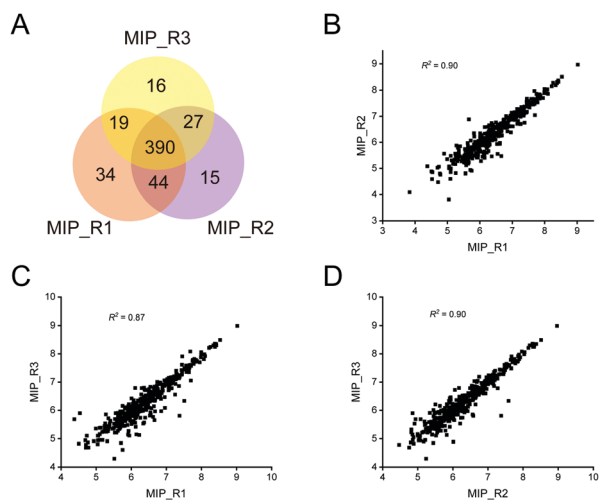 A
MIP_R3
16
19
27
390
34
44
15
MIP_R1
MIP_R2
B
R² = 0.90
9
8
7
6
5
4
3
MIP_R2
3 4 5 6 7 8 9
MIP_R1
C
R² = 0.87
10
9
8
7
6
5
4
MIP_R3
4 5 6 7 8 9 10
MIP_R1
D
R² = 0.90
10
9
8
7
6
5
4
MIP_R3
4 5 6 7 8 9 10
MIP_R2